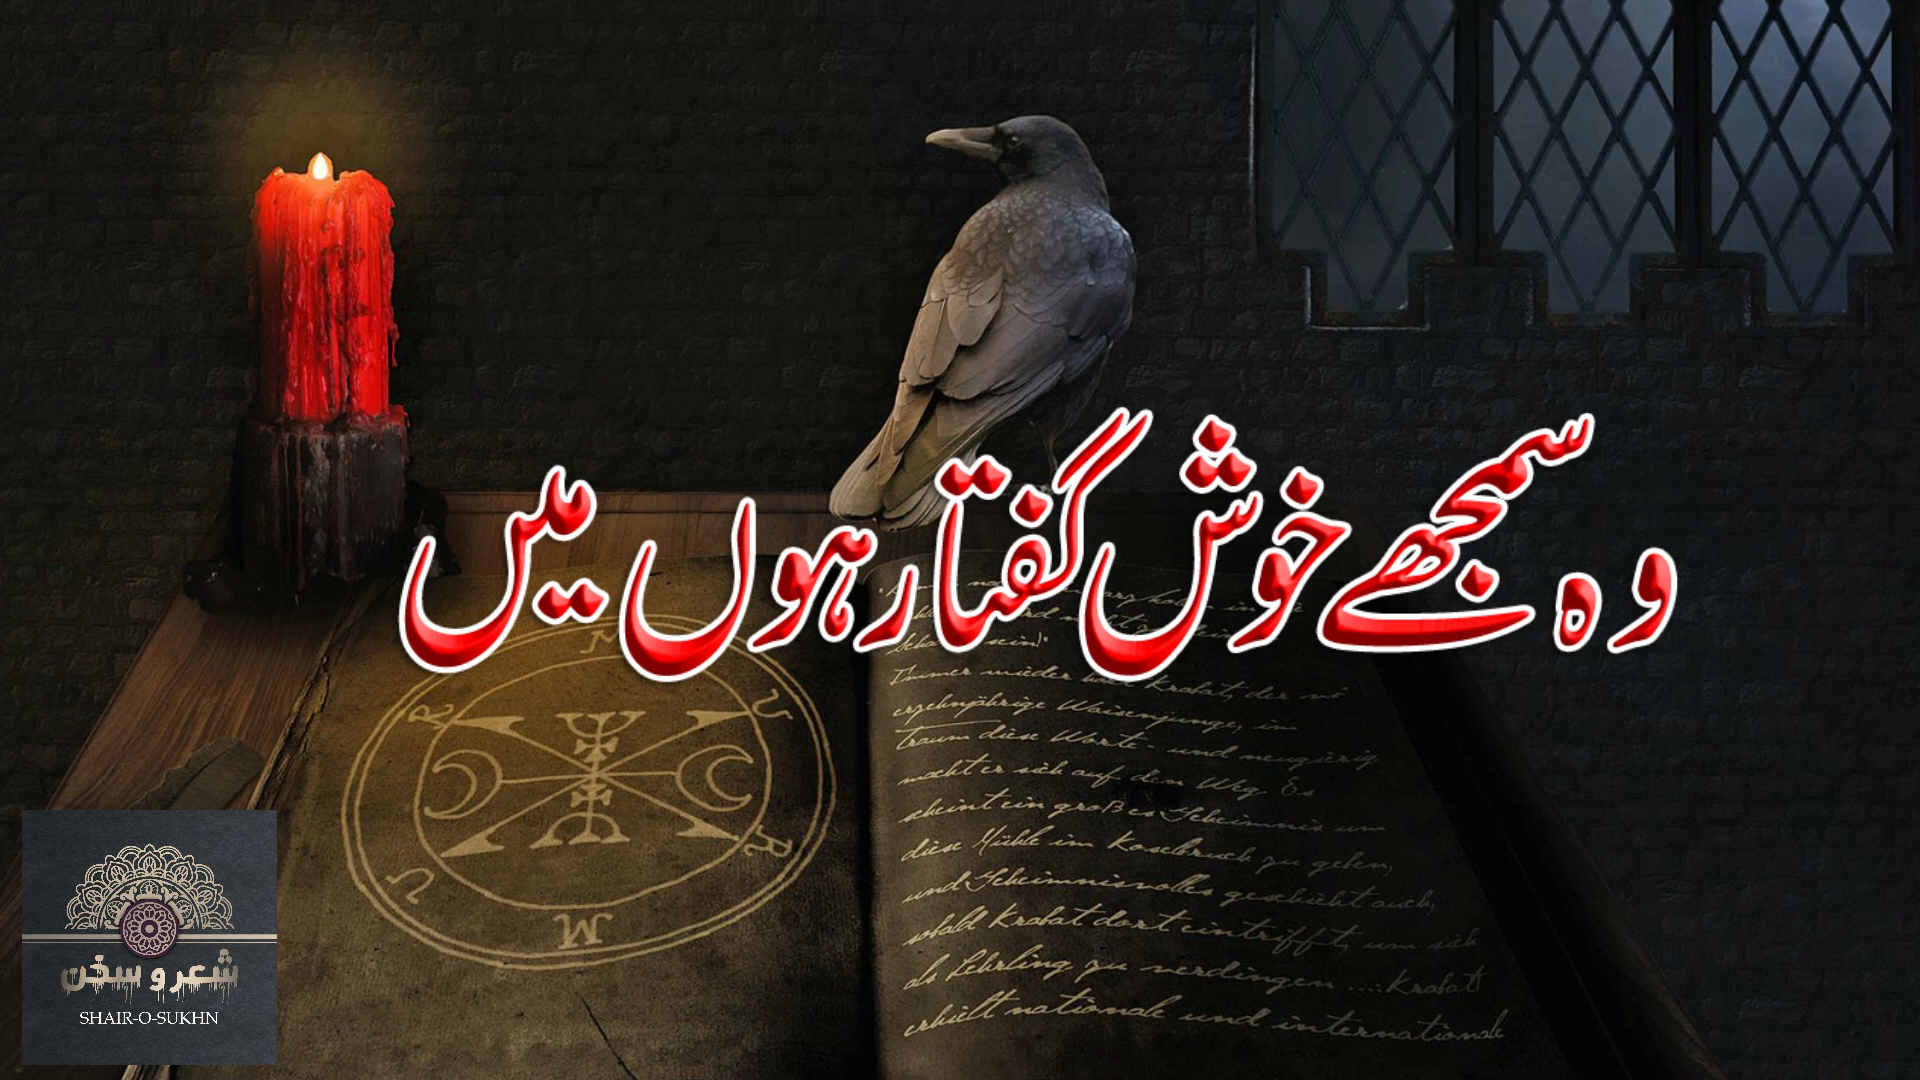 وہ سمجھے خوش گفتار ہوں میں
Immer wieder Krabat, der
Waisenjunge, im
Traum diese Worte - und neugierig
macht er sich auf den Weg. Es
scheint ein großes Geheimnis um
diese Mühle im Koselbruch zu geben,
und Geheimnisvolles geschieht auch,
sobald Krabat dort eintrifft, um sich
als Lehrling zu verdingen ...: Krabat
erhielt nationale und internationale
شعر و سخن
SHAIR-O-SUKHN